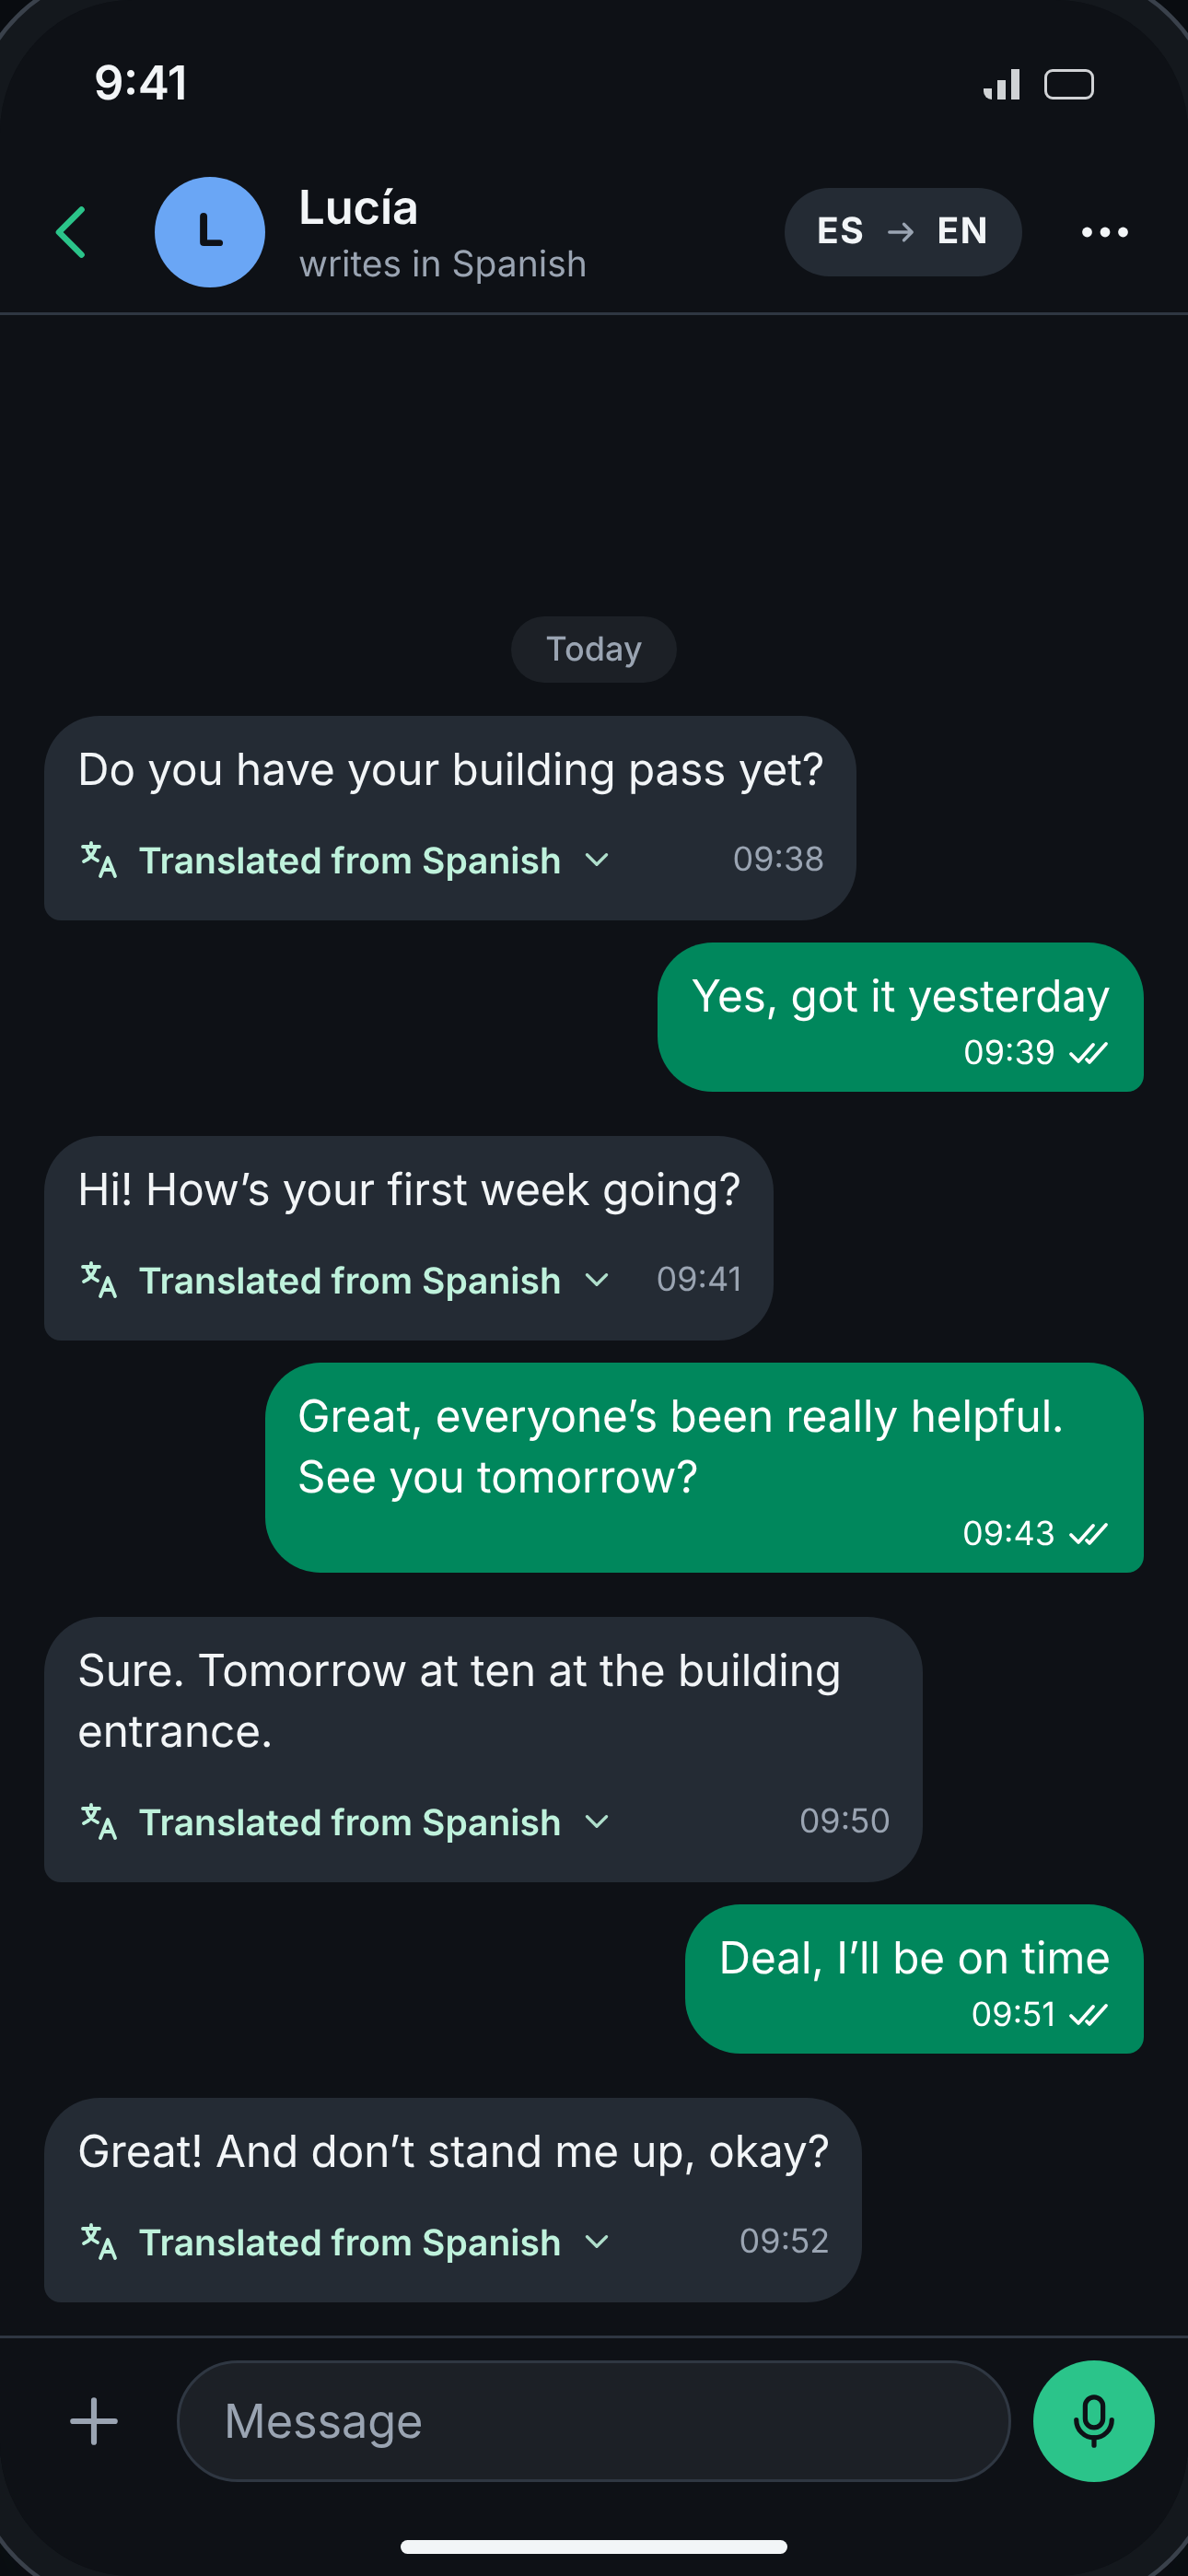 9:41
L
Lucía
writes in Spanish
ES → EN
Today
Do you have your building pass yet?
Translated from Spanish
09:38
Yes, got it yesterday
09:39
Hi! How’s your first week going?
Translated from Spanish
09:41
Great, everyone’s been really helpful.
See you tomorrow?
09:43
Sure. Tomorrow at ten at the building
entrance.
Translated from Spanish
09:50
Deal, I’ll be on time
09:51
Great! And don’t stand me up, okay?
Translated from Spanish
09:52
Message